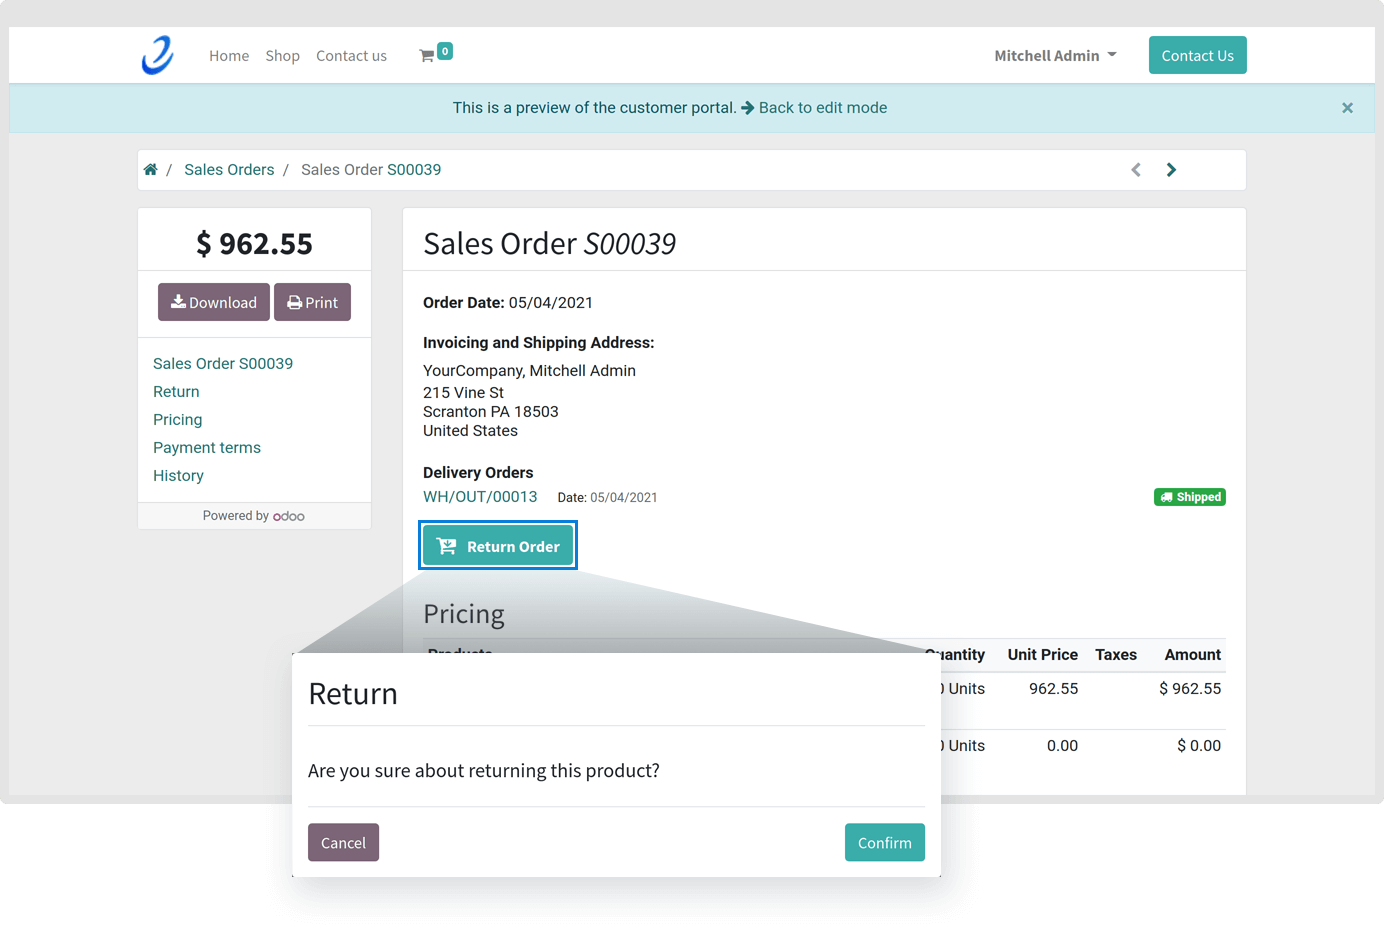 Home Shop Contact us 0 Mitchell Admin Contact Us
This is a preview of the customer portal. Back to edit mode ×
/ Sales Orders / Sales Order S00039
$ 962.55
Download Print
Sales Order S00039
Return
Pricing
Payment terms
History
Powered by odoo
Sales Order S00039
Order Date: 05/04/2021
Invoicing and Shipping Address:
YourCompany, Mitchell Admin
215 Vine St
Scranton PA 18503
United States
Delivery Orders
WH/OUT/00013 Date: 05/04/2021 Shipped
Return Order
Pricing
Products Quantity Unit Price Taxes Amount
Units 962.55 $ 962.55
Units 0.00 $ 0.00
Return
Are you sure about returning this product?
Cancel Confirm